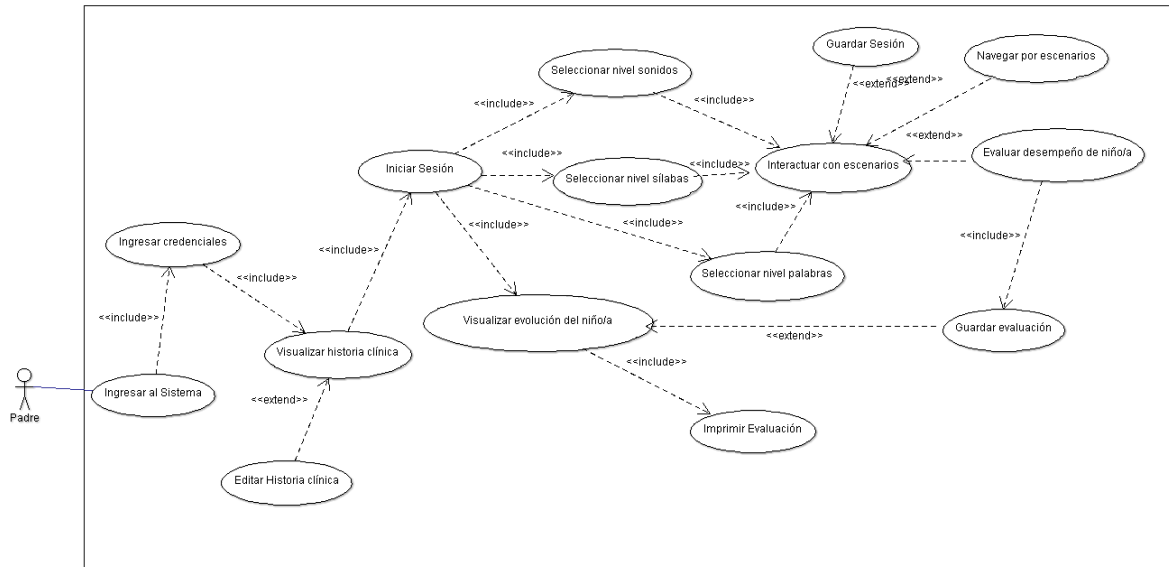 Guardar Sesión
Navegar por escenarios
Seleccionar nivel sonidos
<<extend>>
<<extend>>
<<include>>
<<include>>
<<extend>>
Evaluar desempeño de niño/a
<<include>>
Interactuar con escenarios
Iniciar Sesión
<<include>>
Seleccionar nivel sílabas
<<include>>
<<include>>
<<include>>
Ingresar credenciales
<<include>>
Seleccionar nivel palabras
<<include>>
<<include>>
Visualizar evolución del niño/a
Guardar evaluación
<<extend>>
Visualizar historia clínica
<<include>>
<<include>>
Ingresar al Sistema
<<extend>>
Padre
Imprimir Evaluación
Editar Historia clínica